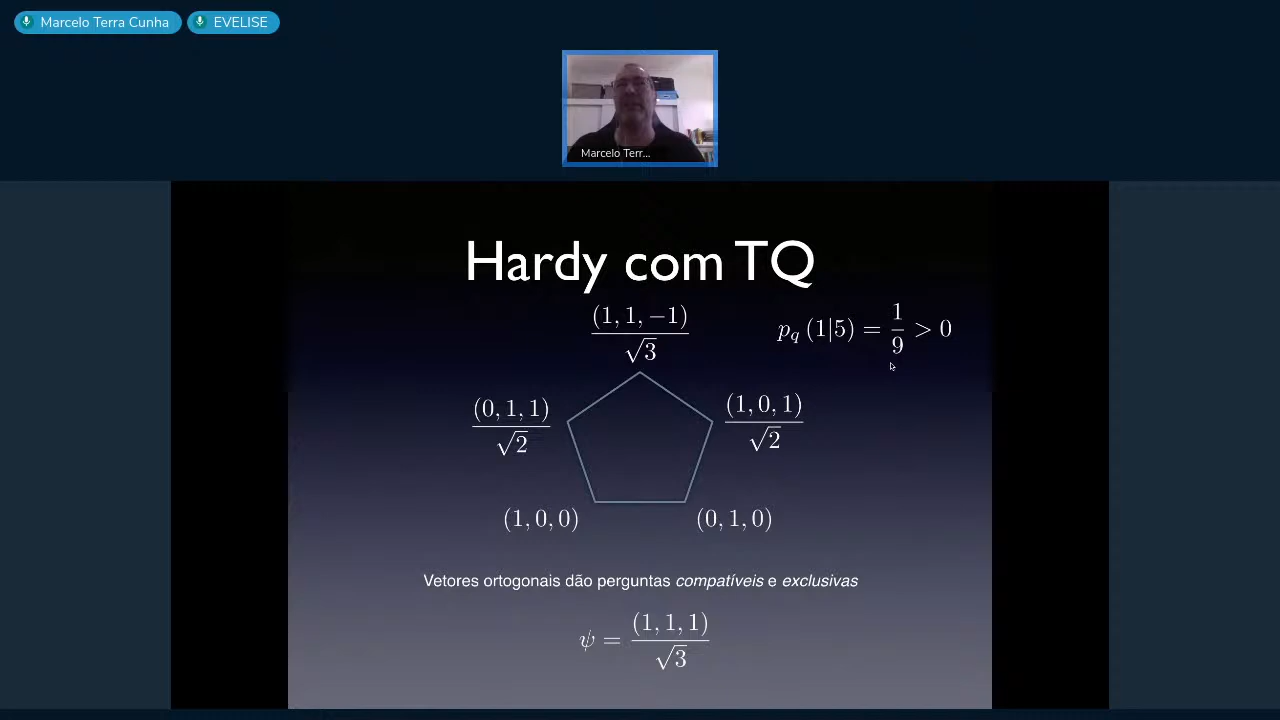 Marcelo Terra Cunha
EVELISE
Marcelo Terr...
Hardy com TQ
(1, 1, −1)
√3
p_q (1|5) = 1/9 > 0
(0, 1, 1)
√2
(1, 0, 1)
√2
(1, 0, 0)
(0, 1, 0)
Vetores ortogonais dão perguntas compatíveis e exclusivas
ψ = (1, 1, 1)
√3